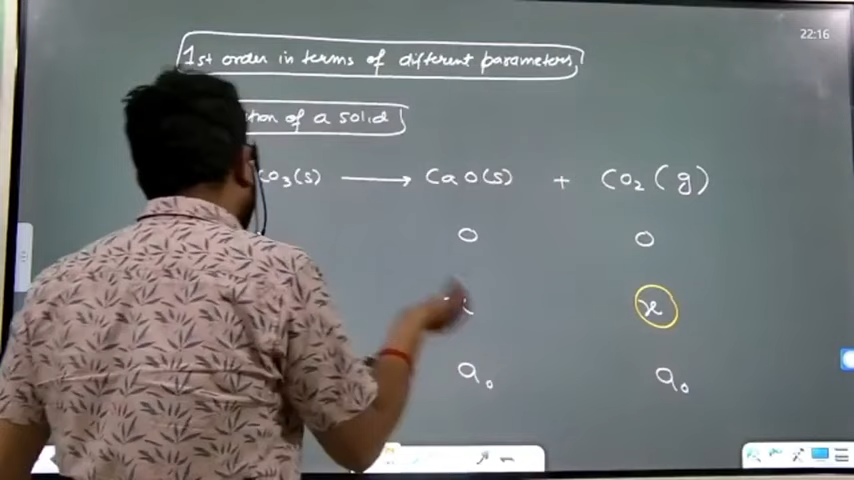 22:16
1st order in terms of different parameters,
of a solid
CO₃(s) ⟶ CaO(s) + CO₂(g)
0 0
x
a₀ a₀